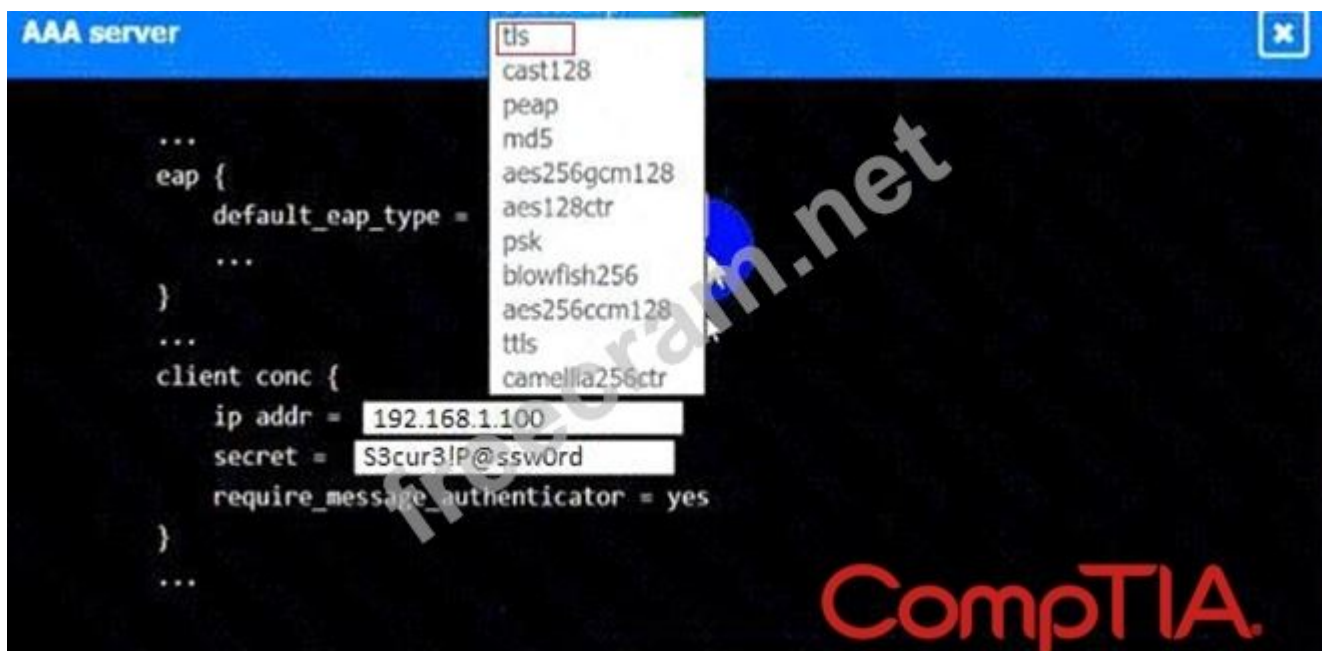 AAA server
tls
cast128
peap
md5
aes256gcm128
aes128ctr
psk
blowfish256
aes256ccm128
ttls
camellia256ctr
...
eap {
default_eap_type =
...
}
...
client conc {
ip addr = 192.168.1.100
secret = S3cur3!P@ssw0rd
require_message_authenticator = yes
}
...
freecram.net
CompTIA.